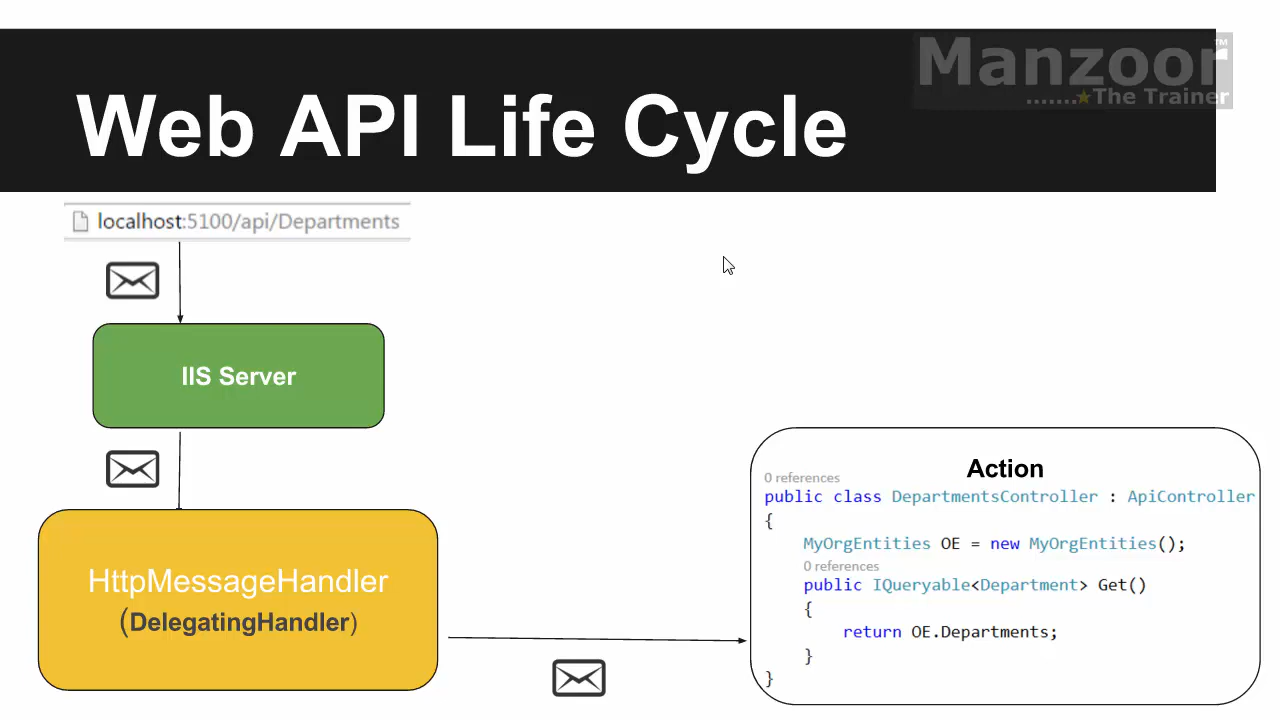 Manzoor™
.......★The Trainer
Web API Life Cycle
localhost:5100/api/Departments
IIS Server
HttpMessageHandler
(DelegatingHandler)
Action
0 references
public class DepartmentsController : ApiController
{
MyOrgEntities OE = new MyOrgEntities();
0 references
public IQueryable<Department> Get()
{
return OE.Departments;
}
}